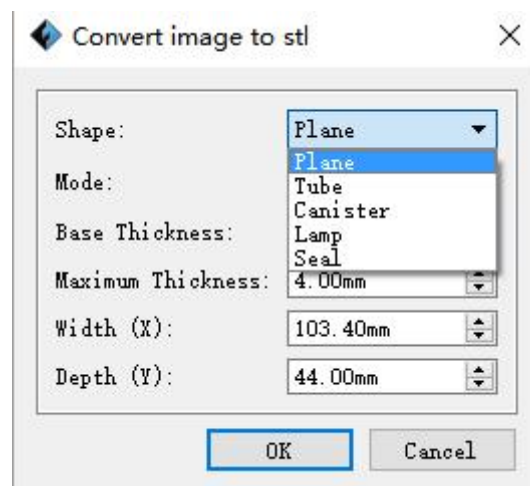 Convert image to stl
Shape: Plane
Plane
Mode: Tube
Canister
Base Thickness: Lamp
Seal
Maximum Thickness: 4.00mm
Width (X): 103.40mm
Depth (Y): 44.00mm
OK Cancel